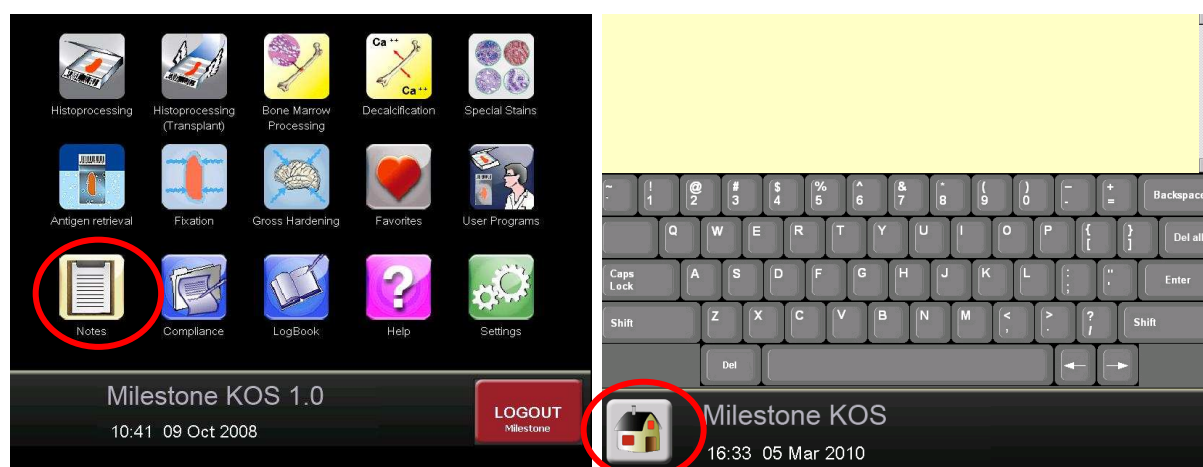 Ca ++
Ca ++
Histoprocessing Histoprocessing Bone Marrow Decalcification Special Stains
(Transplant) Processing
Antigen retrieval Fixation Gross Hardening Favorites User Programs
Notes Compliance LogBook Help Settings
Milestone KOS 1.0
10:41 09 Oct 2008
LOGOUT
Milestone
~ ! @ # $ % ^ & * ( ) - + Backspace
1 2 3 4 5 6 7 8 9 0 - =
Q W E R T Y U I O P { } Del all
[ ]
Caps A S D F G H J K L : " Enter
Lock ; '
Shift Z X C V B N M < > ? Shift
, . /
Del
Milestone KOS
16:33 05 Mar 2010